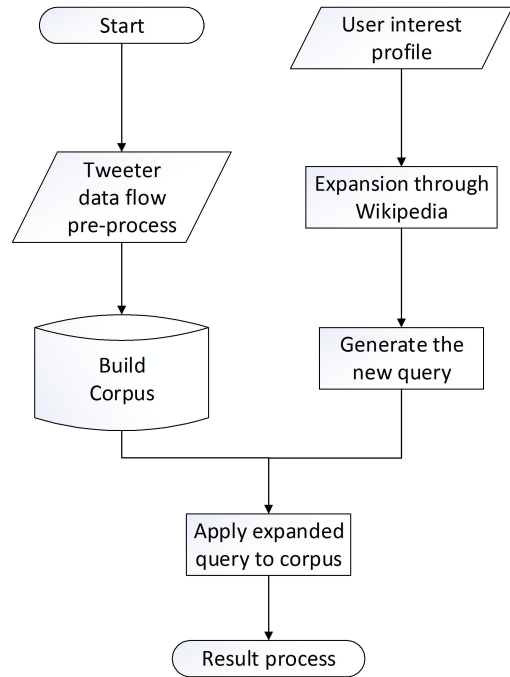 Start
Tweeter
data flow
pre-process
Build
Corpus
User interest
profile
Expansion through
Wikipedia
Generate the
new query
Apply expanded
query to corpus
Result process